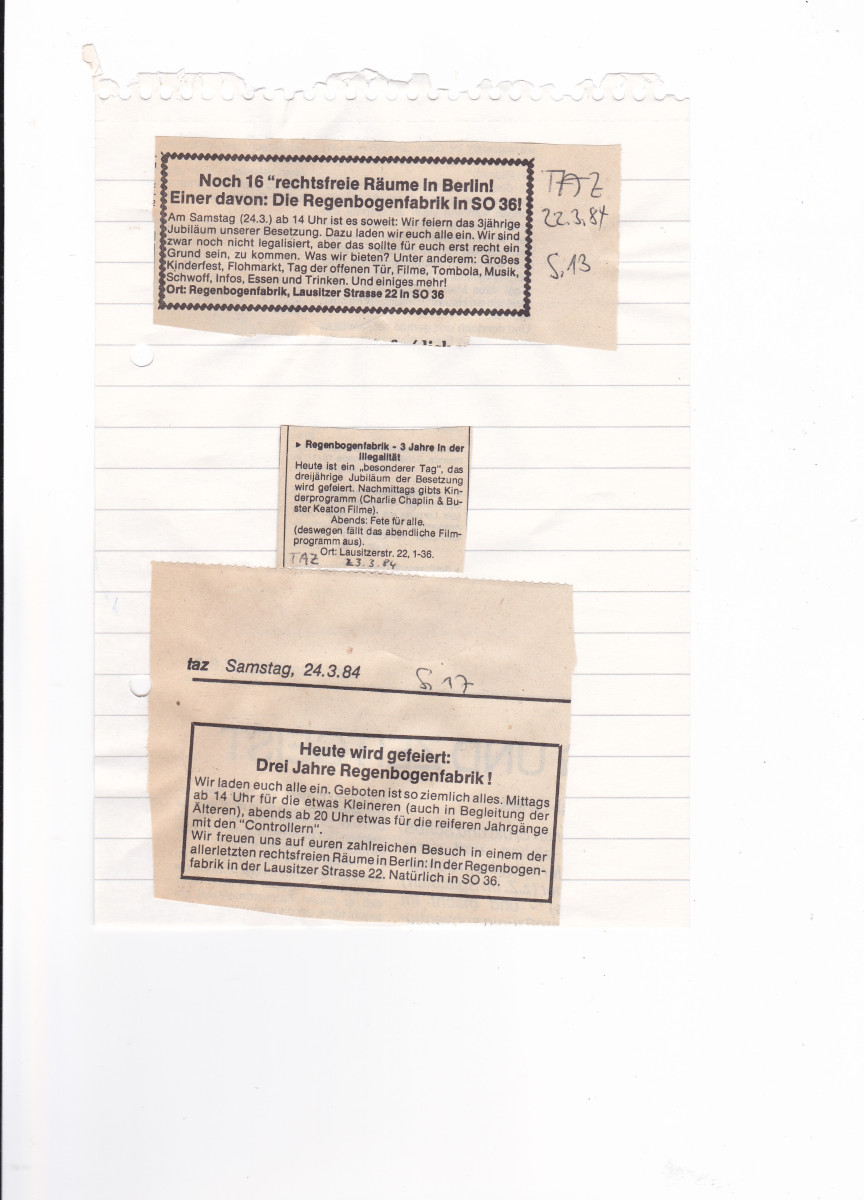 Noch 16 "rechtsfreie Räume in Berlin!
Einer davon: Die Regenbogenfabrik in SO 36!
Am Samstag (24.3.) ab 14 Uhr ist es soweit: Wir feiern das 3jährige
Jubiläum unserer Besetzung. Dazu laden wir euch alle ein. Wir sind
zwar noch nicht legalisiert, aber das sollte für euch erst recht ein
Grund sein, zu kommen. Was wir bieten? Unter anderem: Großes
Kinderfest, Flohmarkt, Tag der offenen Tür, Filme, Tombola, Musik,
Schwoff, Infos, Essen und Trinken. Und einiges mehr!
Ort: Regenbogenfabrik, Lausitzer Strasse 22 in SO 36
TAZ
22.3.84
S. 13
▸ Regenbogenfabrik - 3 Jahre in der
Illegalität
Heute ist ein „besonderer Tag", das
dreijährige Jubiläum der Besetzung
wird gefeiert. Nachmittags gibts Kin-
derprogramm (Charlie Chaplin & Bu-
ster Keaton Filme).
Abends: Fete für alle.
(deswegen fällt das abendliche Film-
programm aus).
Ort: Lausitzerstr. 22, 1-36.
TAZ 23.3.84
taz Samstag, 24.3.84 S. 17
Heute wird gefeiert:
Drei Jahre Regenbogenfabrik!
Wir laden euch alle ein. Geboten ist so ziemlich alles. Mittags
ab 14 Uhr für die etwas Kleineren (auch in Begleitung der
Älteren), abends ab 20 Uhr etwas für die reiferen Jahrgänge
mit den "Controllern".
Wir freuen uns auf euren zahlreichen Besuch in einem der
allerletzten rechtsfreien Räume in Berlin: In der Regenbogen-
fabrik in der Lausitzer Strasse 22. Natürlich in SO 36.